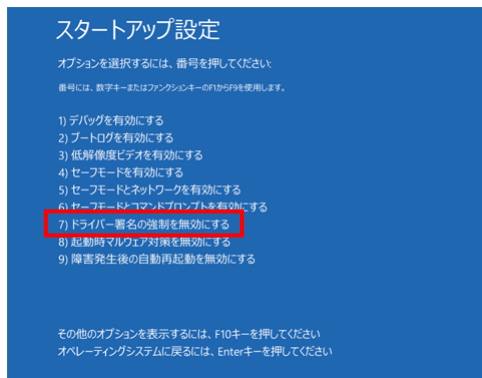 スタートアップ設定
オプションを選択するには、番号を押してください:
番号には、数字キーまたはファンクションキーのF1からF9を使用します。
1) デバッグを有効にする
2) ブートログを有効にする
3) 低解像度ビデオを有効にする
4) セーフモードを有効にする
5) セーフモードとネットワークを有効にする
6) セーフモードとコマンドプロンプトを有効にする
7) ドライバー署名の強制を無効にする
8) 起動時マルウェア対策を無効にする
9) 障害発生後の自動再起動を無効にする
その他のオプションを表示するには、F10キーを押してください
オペレーティングシステムに戻るには、Enterキーを押してください